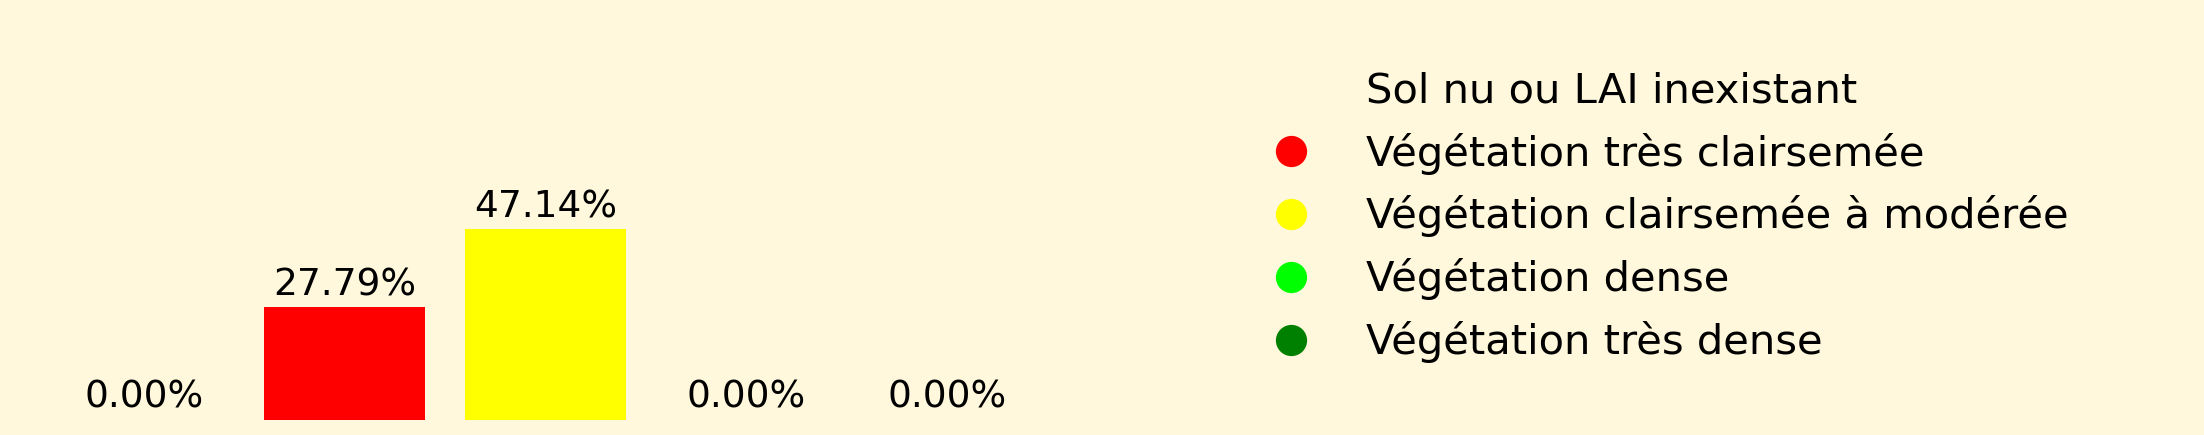 47.14%
27.79%
0.00%
0.00%
0.00%
Sol nu ou LAI inexistant
Végétation très clairsemée
Végétation clairsemée à modérée
Végétation dense
Végétation très dense